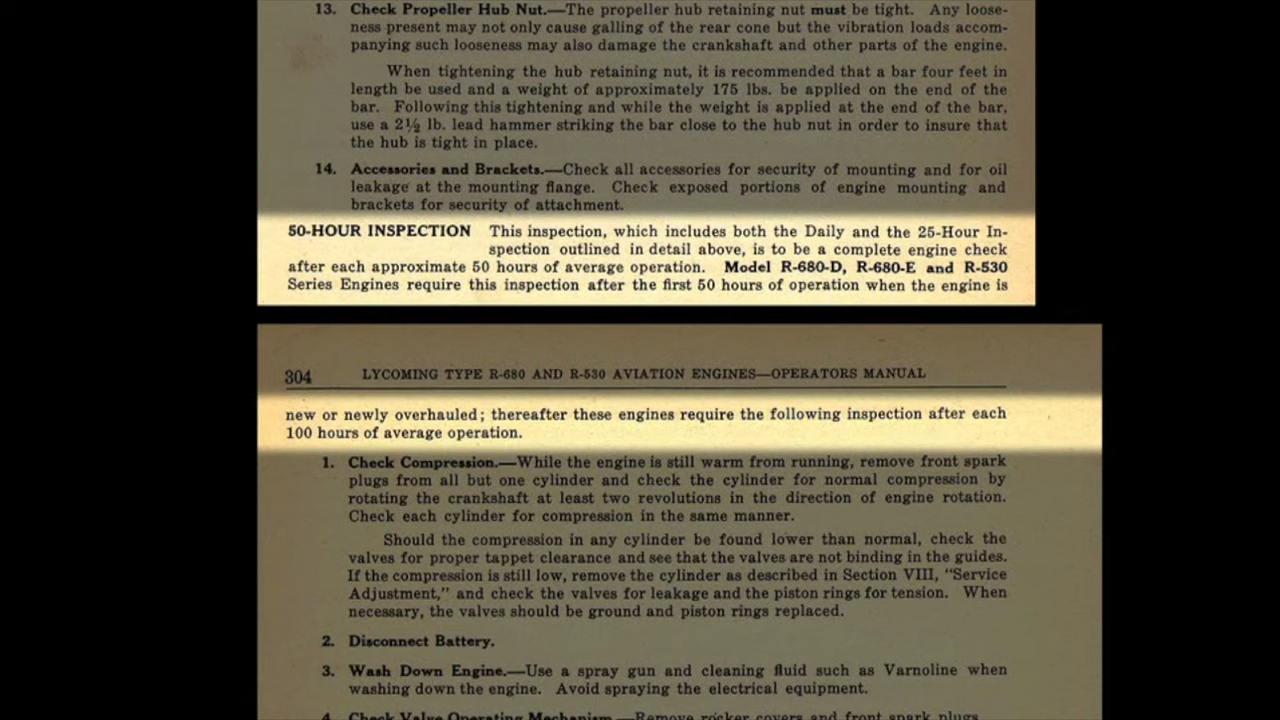 13. Check Propeller Hub Nut.—The propeller hub retaining nut must be tight. Any loose-
ness present may not only cause galling of the rear cone but the vibration loads accom-
panying such looseness may also damage the crankshaft and other parts of the engine.
When tightening the hub retaining nut, it is recommended that a bar four feet in
length be used and a weight of approximately 175 lbs. be applied on the end of the
bar. Following this tightening and while the weight is applied at the end of the bar,
use a 2½ lb. lead hammer striking the bar close to the hub nut in order to insure that
the hub is tight in place.
14. Accessories and Brackets.—Check all accessories for security of mounting and for oil
leakage at the mounting flange. Check exposed portions of engine mounting and
brackets for security of attachment.
50-HOUR INSPECTION This inspection, which includes both the Daily and the 25-Hour In-
spection outlined in detail above, is to be a complete engine check
after each approximate 50 hours of average operation. Model R-680-D, R-680-E and R-530
Series Engines require this inspection after the first 50 hours of operation when the engine is
304 LYCOMING TYPE R-680 AND R-530 AVIATION ENGINES—OPERATORS MANUAL
new or newly overhauled; thereafter these engines require the following inspection after each
100 hours of average operation.
1. Check Compression.—While the engine is still warm from running, remove front spark
plugs from all but one cylinder and check the cylinder for normal compression by
rotating the crankshaft at least two revolutions in the direction of engine rotation.
Check each cylinder for compression in the same manner.
Should the compression in any cylinder be found lower than normal, check the
valves for proper tappet clearance and see that the valves are not binding in the guides.
If the compression is still low, remove the cylinder as described in Section VIII, "Service
Adjustment," and check the valves for leakage and the piston rings for tension. When
necessary, the valves should be ground and piston rings replaced.
2. Disconnect Battery.
3. Wash Down Engine.—Use a spray gun and cleaning fluid such as Varnoline when
washing down the engine. Avoid spraying the electrical equipment.
4. Check Valve Operating Mechanism.—Remove rocker covers and front spark plugs